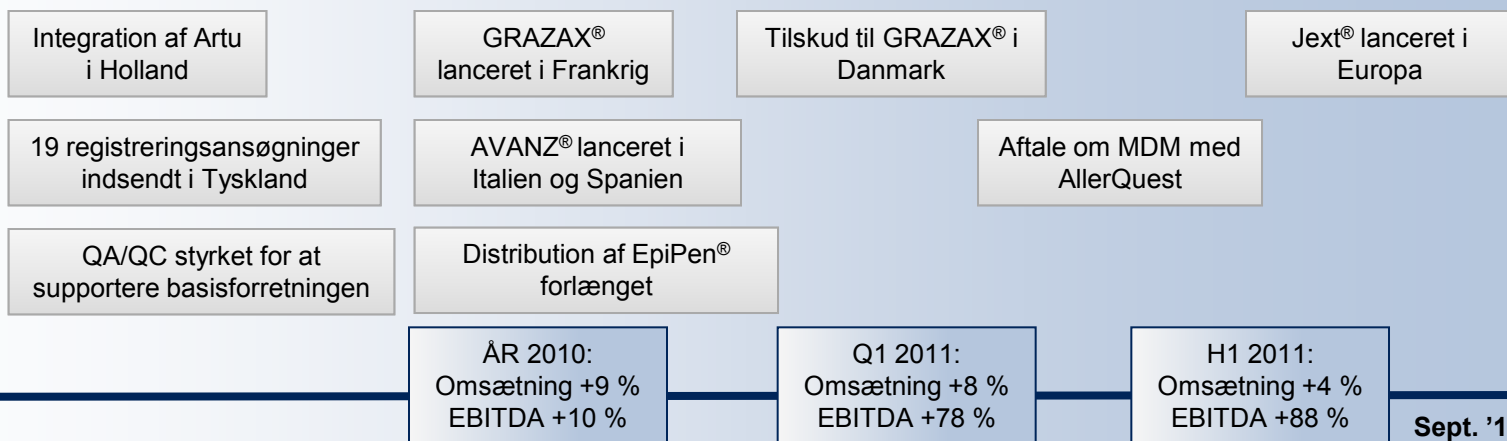 Integration af Artu
i Holland
GRAZAX®
lanceret i Frankrig
Tilskud til GRAZAX® i
Danmark
Jext® lanceret i
Europa
19 registreringsansøgninger
indsendt i Tyskland
AVANZ® lanceret i
Italien og Spanien
Aftale om MDM med
AllerQuest
QA/QC styrket for at
supportere basisforretningen
Distribution af EpiPen®
forlænget
ÅR 2010:
Omsætning +9 %
EBITDA +10 %
Q1 2011:
Omsætning +8 %
EBITDA +78 %
H1 2011:
Omsætning +4 %
EBITDA +88 %
Sept. '1